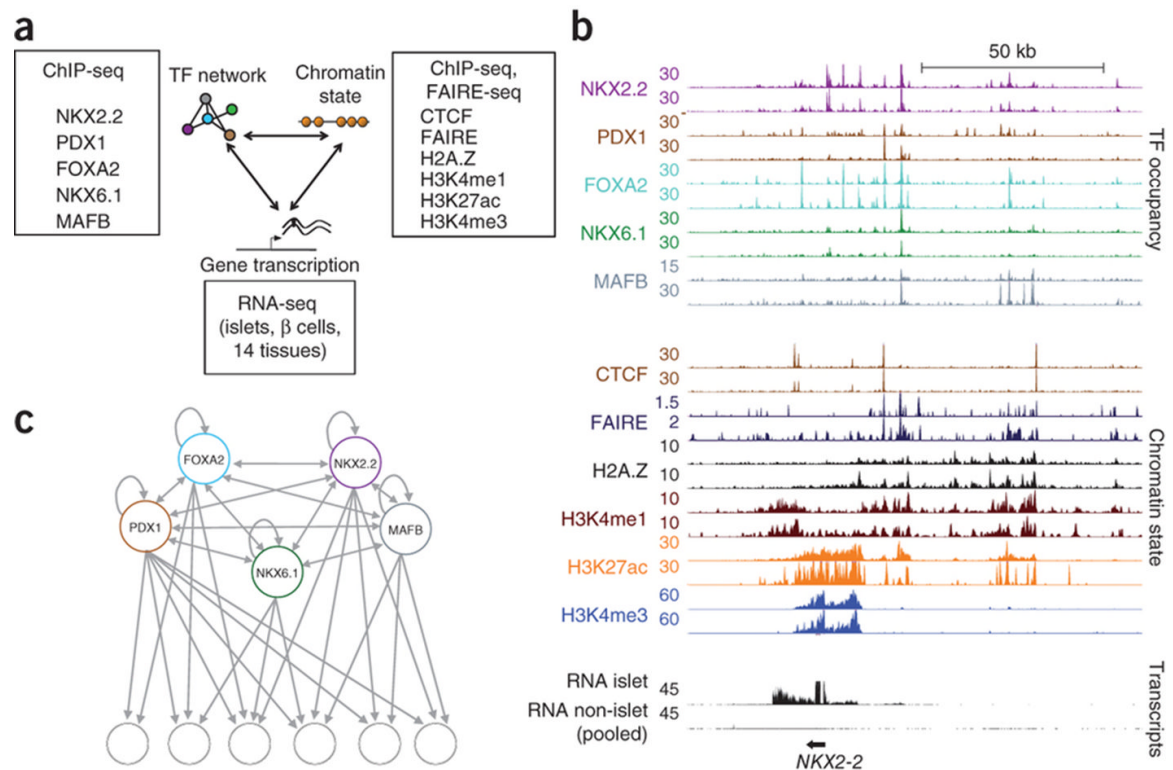 a
ChIP-seq
NKX2.2
PDX1
FOXA2
NKX6.1
MAFB
TF network
Chromatin
state
ChIP-seq,
FAIRE-seq
CTCF
FAIRE
H2A.Z
H3K4me1
H3K27ac
H3K4me3
Gene transcription
RNA-seq
(islets, β cells,
14 tissues)
b
50 kb
NKX2.2
30
30
PDX1
30
30
FOXA2
30
30
NKX6.1
30
30
MAFB
15
30
TF occupancy
CTCF
30
30
FAIRE
1.5
2
H2A.Z
10
10
H3K4me1
10
10
H3K27ac
30
30
H3K4me3
60
60
Chromatin state
RNA islet
45
RNA non-islet
(pooled)
45
Transcripts
NKX2-2
c
FOXA2
NKX2.2
PDX1
MAFB
NKX6.1